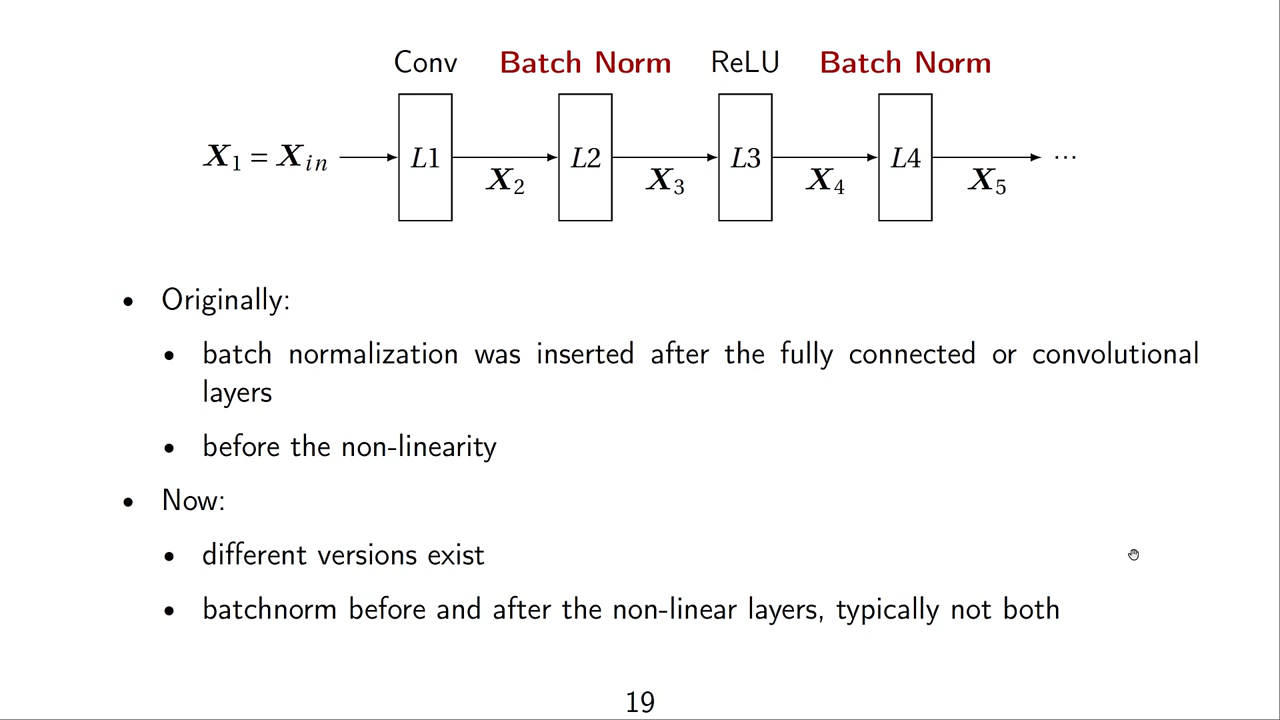 Conv Batch Norm ReLU Batch Norm
X1 = Xin L1 L2 L3 L4 ···
X2 X3 X4 X5
• Originally:
• batch normalization was inserted after the fully connected or convolutional
layers
• before the non-linearity
• Now:
• different versions exist
• batchnorm before and after the non-linear layers, typically not both
19